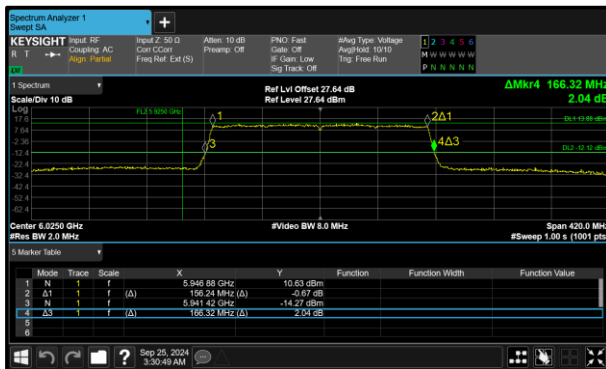 Spectrum Analyzer 1
Swept SA
KEYSIGHT
R T
Input: RF
Coupling: AC
Align: Partial
Input Z: 50 Ω
Corr CCorr
Freq Ref: Ext (S)
Atten: 10 dB
Preamp: Off
PNO: Fast
Gate: Off
IF Gain: Low
Sig Track: Off
#Avg Type: Voltage
Avg|Hold: 10/10
Trig: Free Run
1 2 3 4 5 6
M W W W W W
P N N N N N
1 Spectrum
Scale/Div 10 dB
Ref Lvl Offset 27.64 dB
Ref Level 27.64 dBm
ΔMkr4 166.32 MHz
2.04 dB
Log
17.6
7.64
-2.36
-12.4
-22.4
-32.4
-42.4
-52.4
-62.4
FL2 5.9250 GHz
1
2Δ1
3
4Δ3
DL1 13.88 dBm
DL2 -12.12 dBm
Center 6.0250 GHz
#Res BW 2.0 MHz
#Video BW 8.0 MHz
Span 420.0 MHz
#Sweep 1.00 s (1001 pts)
5 Marker Table
Mode Trace Scale X Y Function Function Width Function Value
1 N 1 f 5.946 88 GHz 10.63 dBm
2 Δ1 1 f (Δ) 156.24 MHz (Δ) -0.67 dB
3 N 1 f 5.941 42 GHz -14.27 dBm
4 Δ3 1 f (Δ) 166.32 MHz (Δ) 2.04 dB
5
6
?
Sep 25, 2024
3:30:49 AM